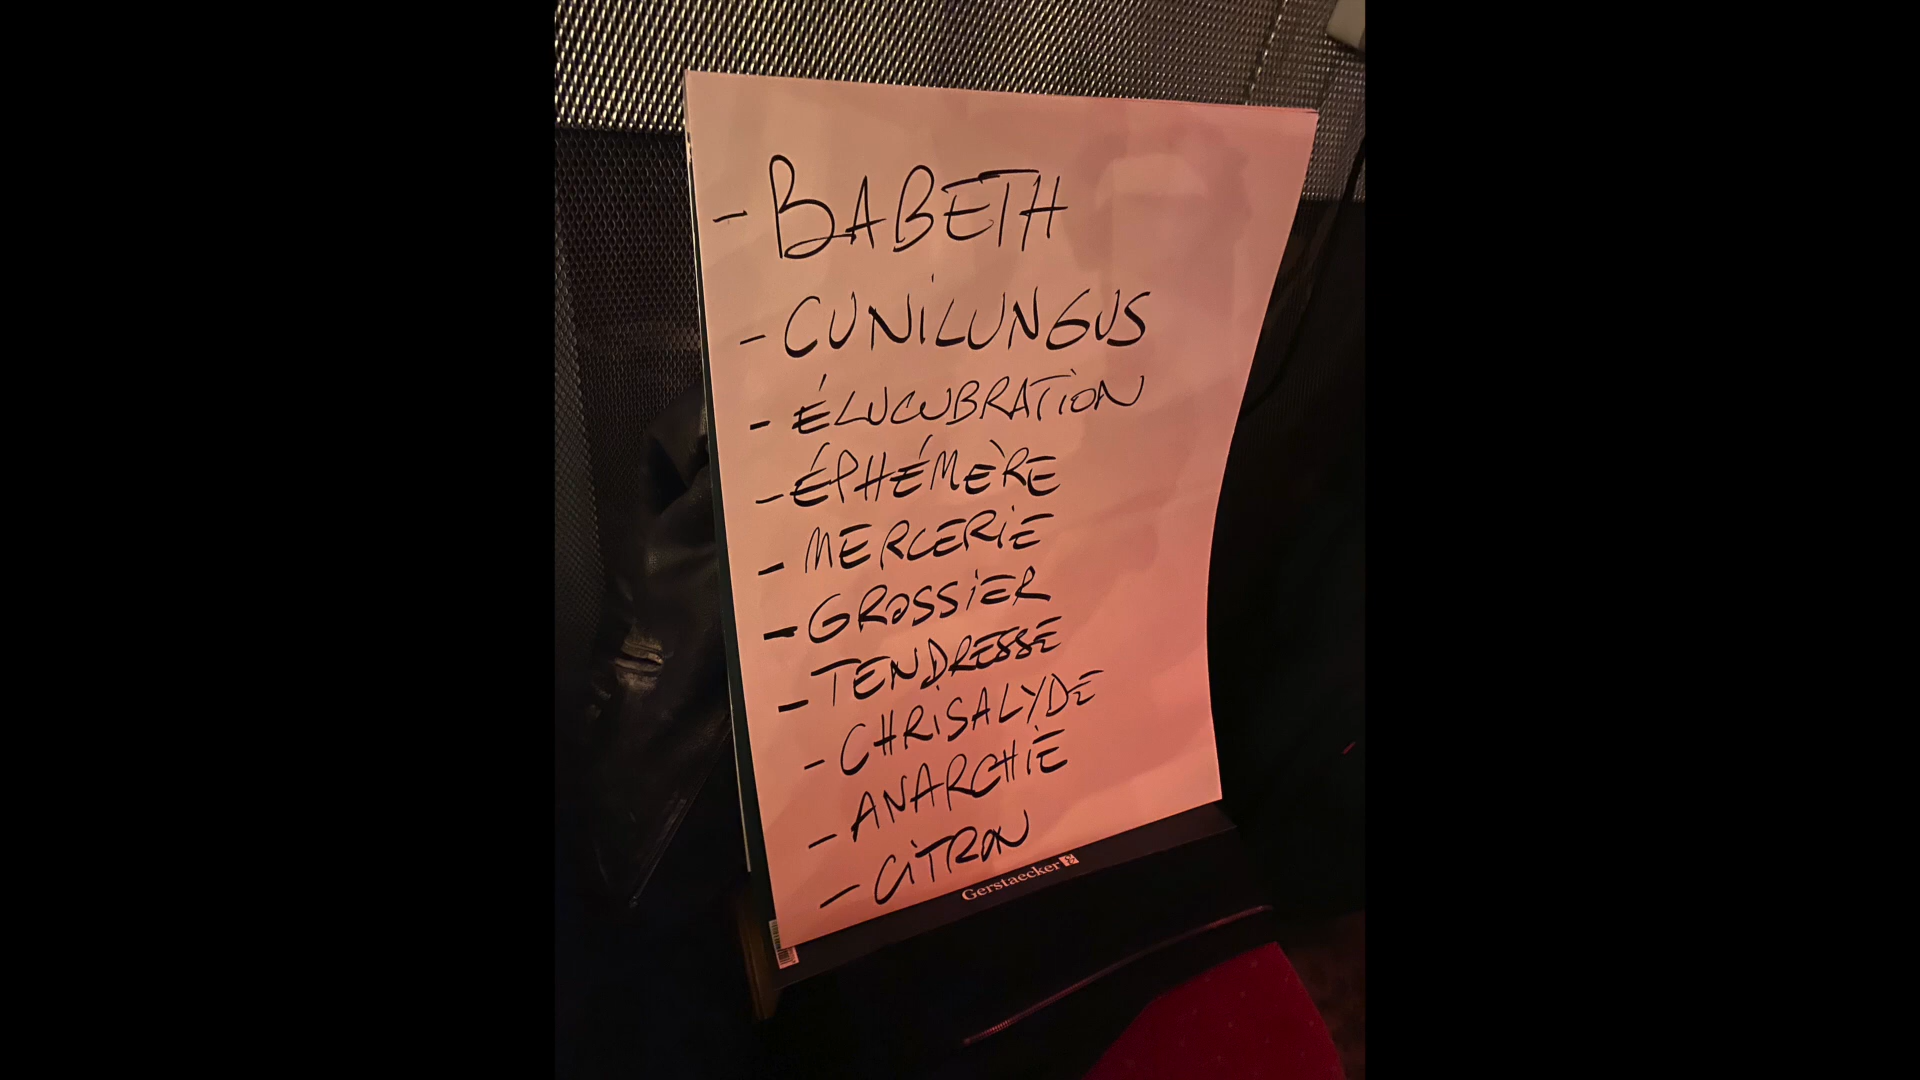 - BABETH
- CUNILUNGUS
- ÉLUCUBRATION
- ÉPHÉMÈRE
- MERCERIE
- GROSSIER
- TENDRESSE
- CHRISALYDE
- ANARCHIE
- CITRON
Gerstaecker